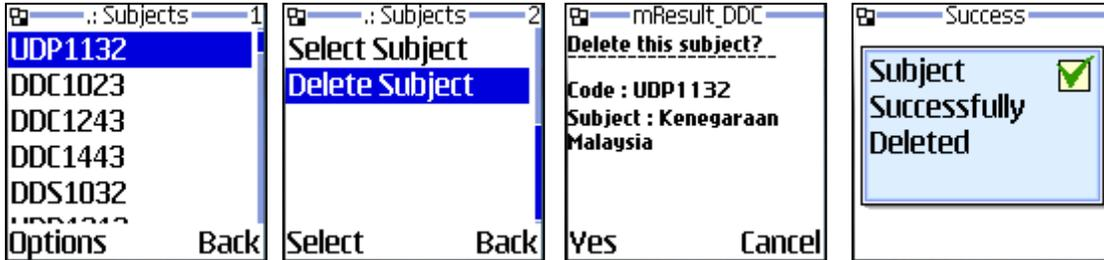 .: Subjects 1
UDP1132
DDC1023
DDC1243
DDC1443
DDS1032
Options Back
.: Subjects 2
Select Subject
Delete Subject
Select Back
mResult_DDC
Delete this subject?
Code : UDP1132
Subject : Kenegaraan
Malaysia
Yes Cancel
Success
Subject
Successfully
Deleted